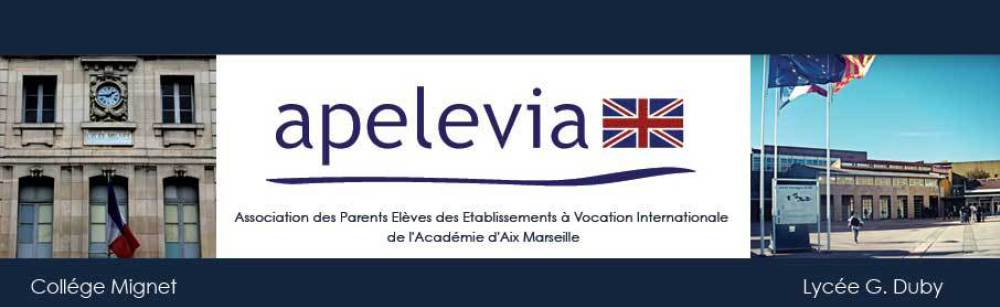 apelevia
Association des Parents Elèves des Etablissements à Vocation Internationale
de l'Académie d'Aix Marseille
Collége Mignet
Lycée G. Duby